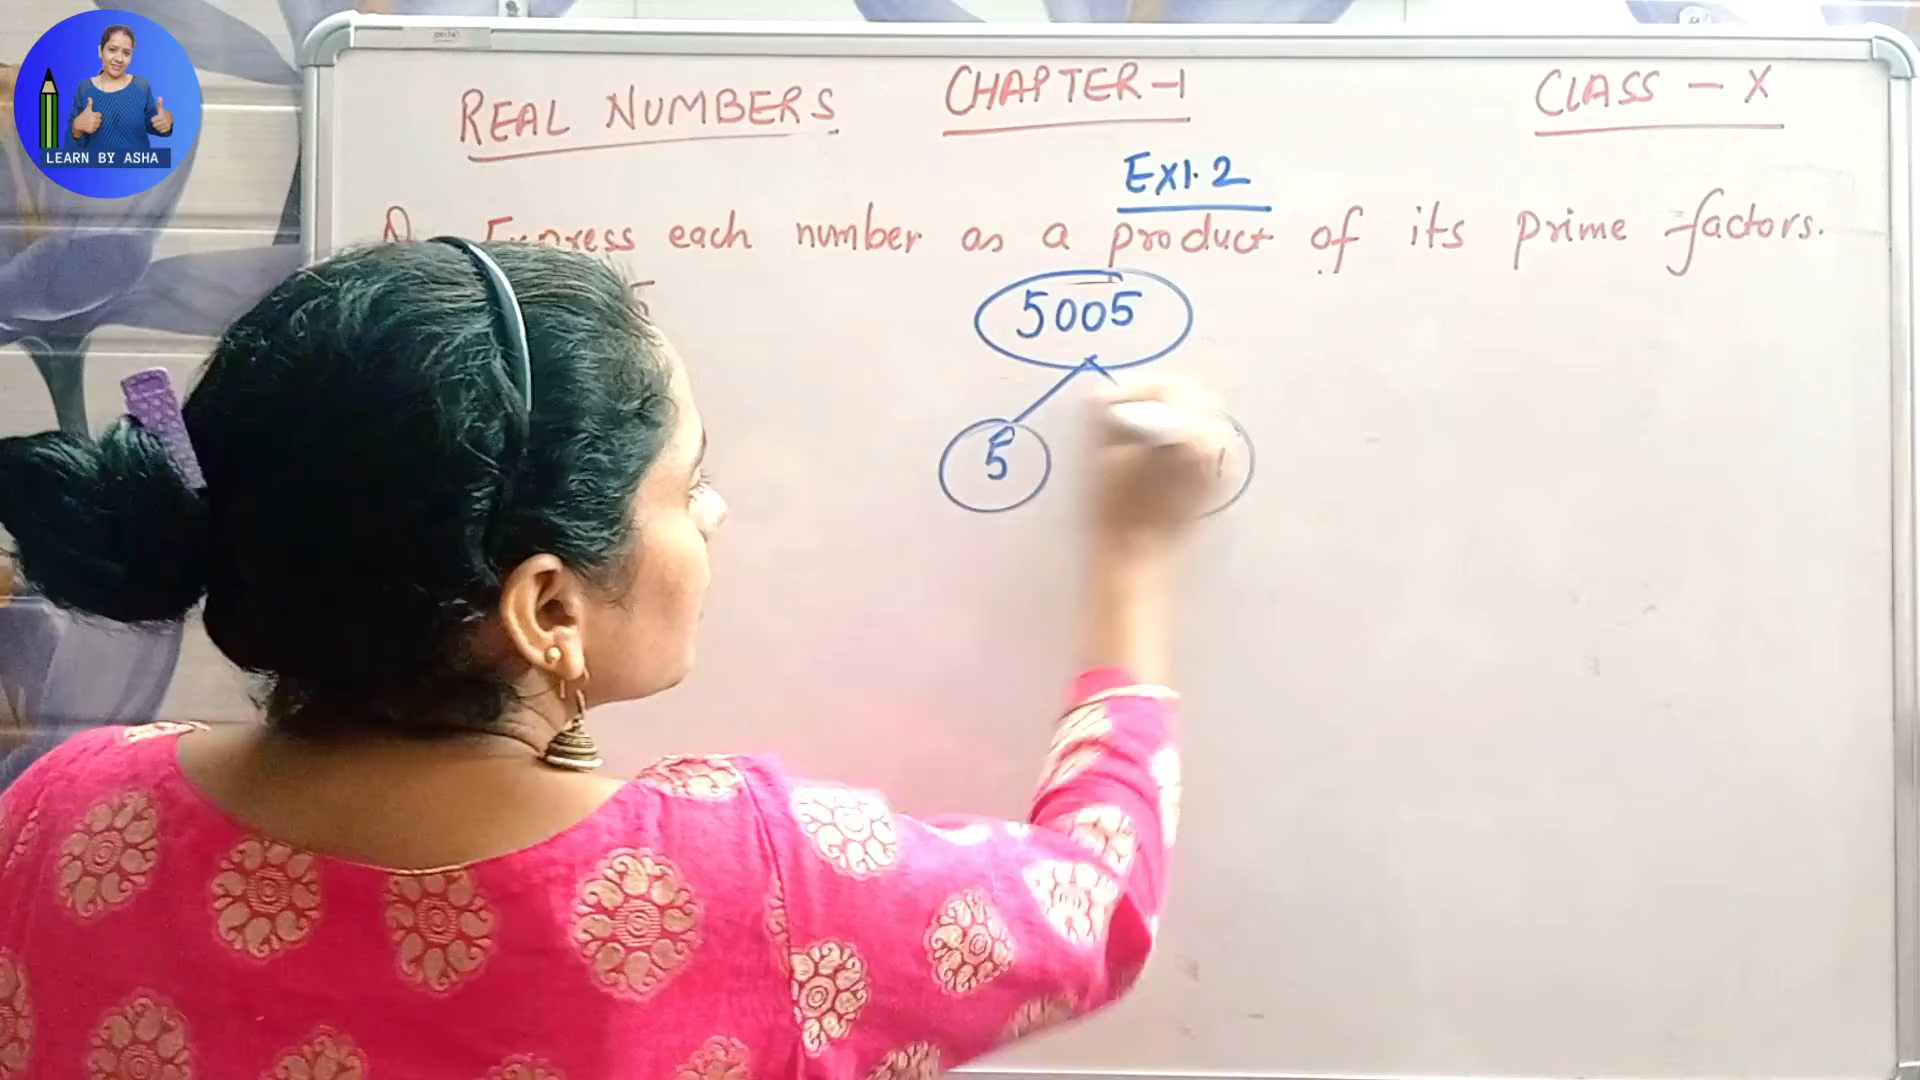 REAL NUMBERS CHAPTER-1 CLASS - X
EX1.2
Express each number as a product of its prime factors.
5005
5
LEARN BY ASHA